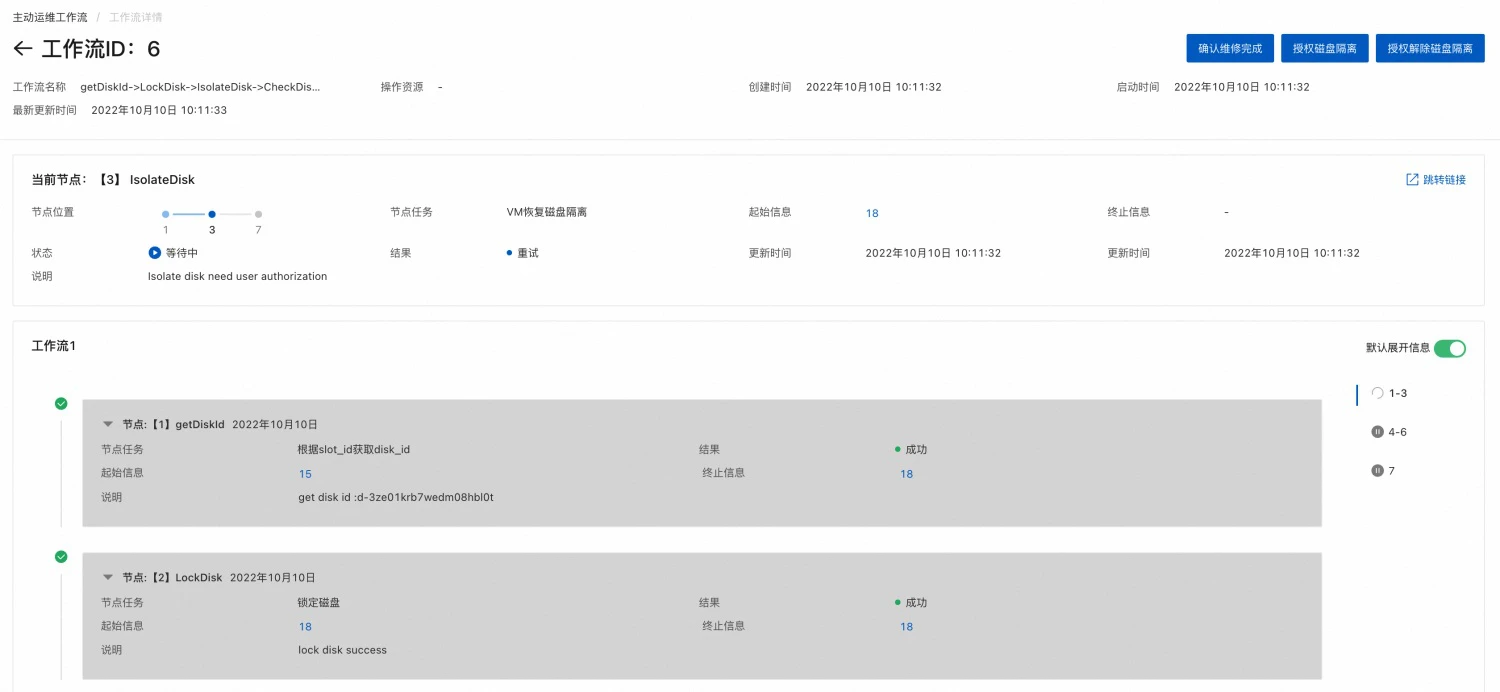 主动运维工作流 / 工作流详情
← 工作流ID：6
确认维修完成 授权磁盘隔离 授权解除磁盘隔离
工作流名称 getDiskId->LockDisk->IsolateDisk->CheckDis... 操作资源 - 创建时间 2022年10月10日 10:11:32 启动时间 2022年10月10日 10:11:32
最新更新时间 2022年10月10日 10:11:33
当前节点：【3】 IsolateDisk 跳转链接
节点位置 1 3 7 节点任务 VM恢复磁盘隔离 起始信息 18 终止信息 -
状态 等待中 结果 重试 更新时间 2022年10月10日 10:11:32 更新时间 2022年10月10日 10:11:32
说明 Isolate disk need user authorization
工作流1 默认展开信息
1-3
4-6
7
节点:【1】getDiskId 2022年10月10日
节点任务 根据slot_id获取disk_id 结果 成功
起始信息 15 终止信息 18
说明 get disk id :d-3ze01krb7wedm08hbl0t
节点:【2】LockDisk 2022年10月10日
节点任务 锁定磁盘 结果 成功
起始信息 18 终止信息 18
说明 lock disk success